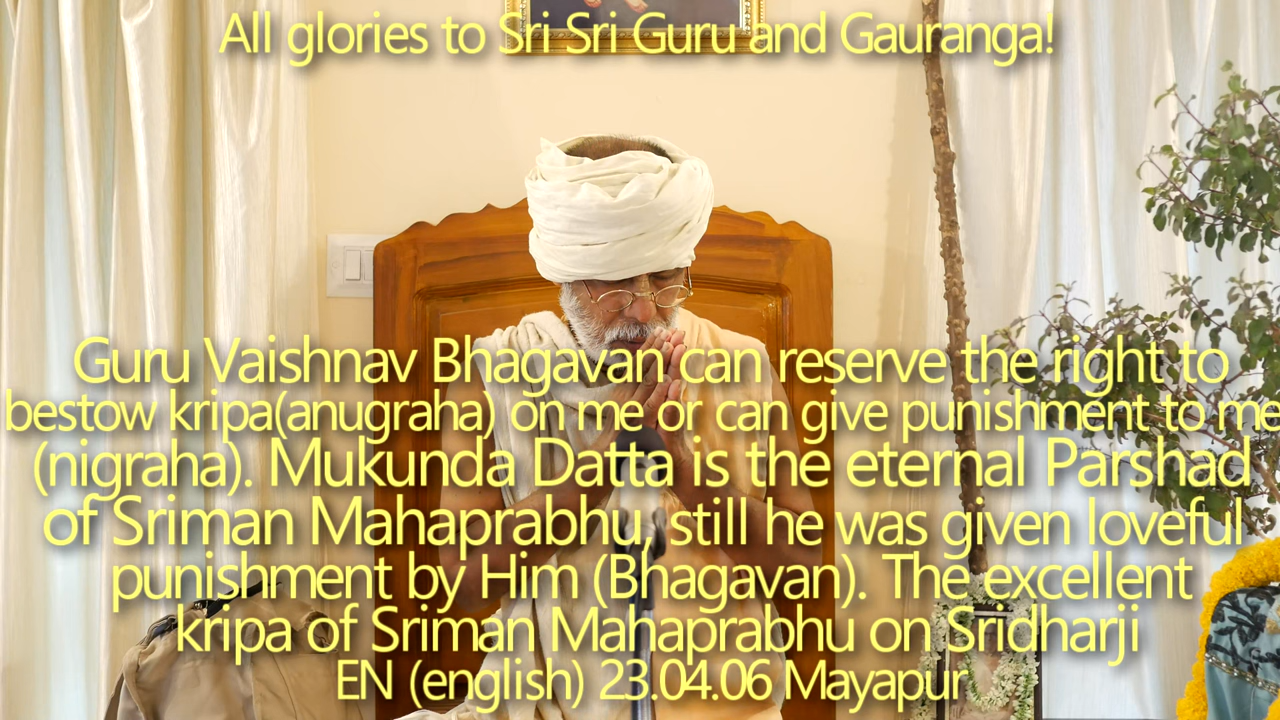 All glories to Sri Sri Guru and Gauranga!
Guru Vaishnav Bhagavan can reserve the right to
bestow kripa(anugraha) on me or can give punishment to me
(nigraha). Mukunda Datta is the eternal Parshad
of Sriman Mahaprabhu, still he was given loveful
punishment by Him (Bhagavan). The excellent
kripa of Sriman Mahaprabhu on Sridharji
EN (english) 23.04.06 Mayapur